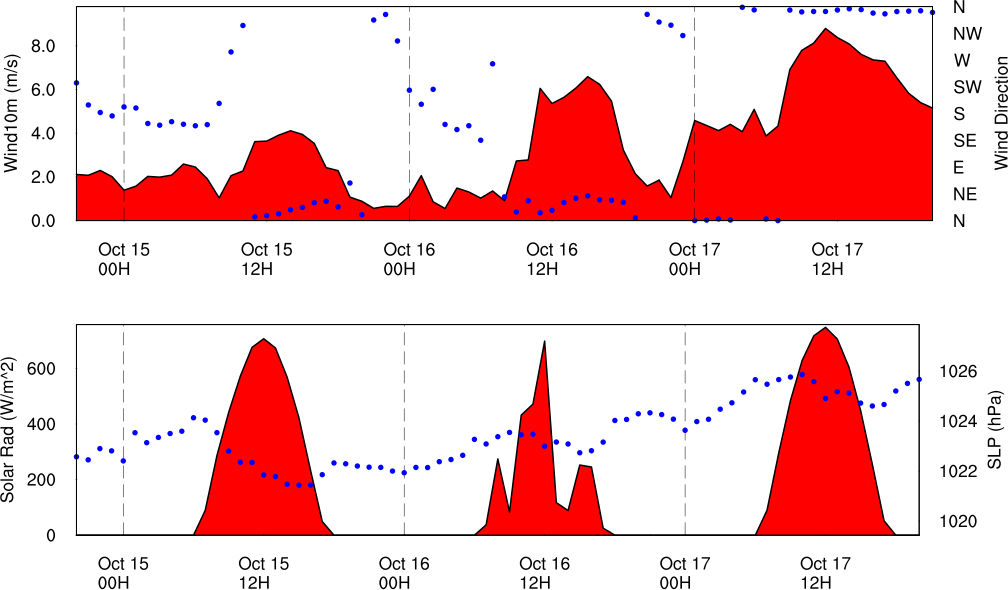 N
NW
W
SW
S
SE
E
NE
N
Wind Direction
8.0
6.0
4.0
2.0
0.0
Wind10m (m/s)
Oct 15 Oct 15 Oct 16 Oct 16 Oct 17 Oct 17
00H 12H 00H 12H 00H 12H
600
400
200
0
Solar Rad (W/m^2)
1026
1024
1022
1020
SLP (hPa)
Oct 15 Oct 15 Oct 16 Oct 16 Oct 17 Oct 17
00H 12H 00H 12H 00H 12H